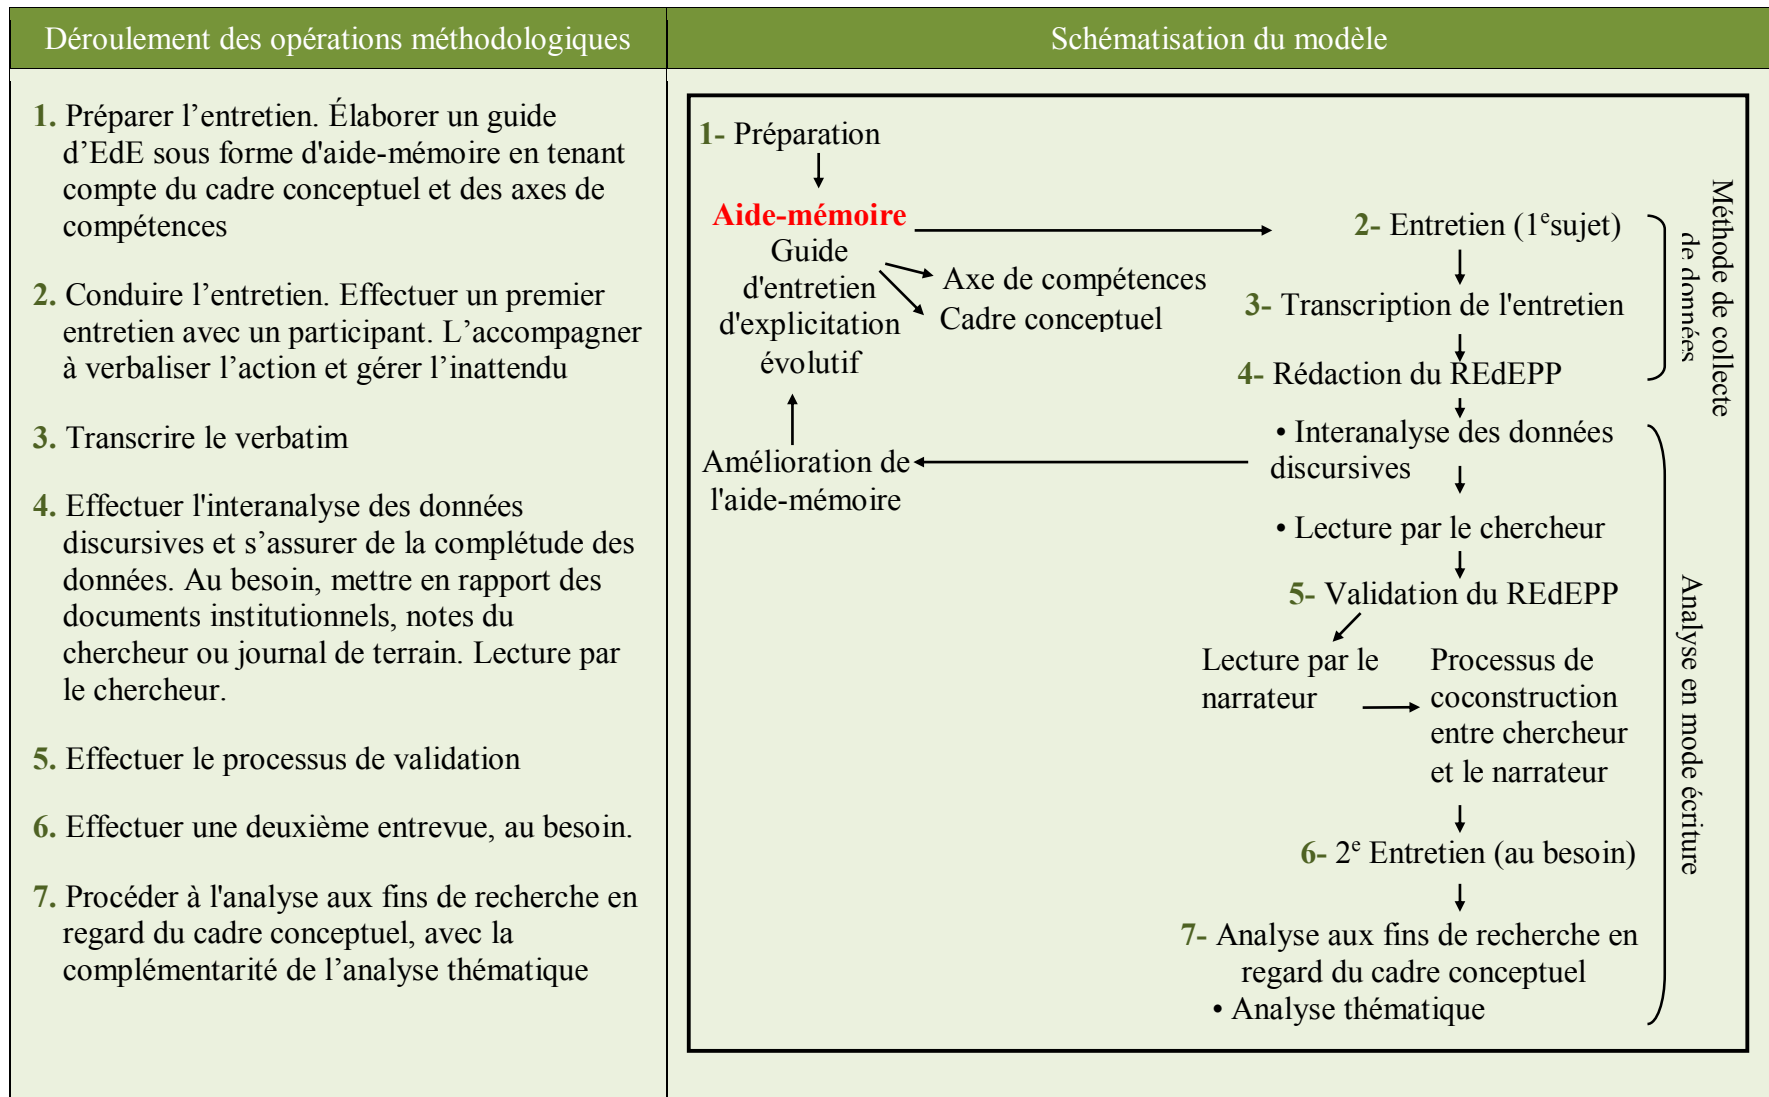 Déroulement des opérations méthodologiques
Schématisation du modèle
1. Préparer l’entretien. Élaborer un guide
d’EdE sous forme d'aide-mémoire en tenant
compte du cadre conceptuel et des axes de
compétences
2. Conduire l’entretien. Effectuer un premier
entretien avec un participant. L’accompagner
à verbaliser l’action et gérer l’inattendu
3. Transcrire le verbatim
4. Effectuer l'interanalyse des données
discursives et s’assurer de la complétude des
données. Au besoin, mettre en rapport des
documents institutionnels, notes du
chercheur ou journal de terrain. Lecture par
le chercheur.
5. Effectuer le processus de validation
6. Effectuer une deuxième entrevue, au besoin.
7. Procéder à l'analyse aux fins de recherche en
regard du cadre conceptuel, avec la
complémentarité de l’analyse thématique
1- Préparation
Aide-mémoire
Guide
d'entretien
d'explicitation
évolutif
Axe de compétences
Cadre conceptuel
Amélioration de
l'aide-mémoire
2- Entretien (1ᵉsujet)
3- Transcription de l'entretien
4- Rédaction du REdEPP
• Interanalyse des données
discursives
• Lecture par le chercheur
5- Validation du REdEPP
Lecture par le
narrateur
Processus de
coconstruction
entre chercheur
et le narrateur
6- 2ᵉ Entretien (au besoin)
7- Analyse aux fins de recherche en
regard du cadre conceptuel
• Analyse thématique
Méthode de collecte
de données
Analyse en mode écriture